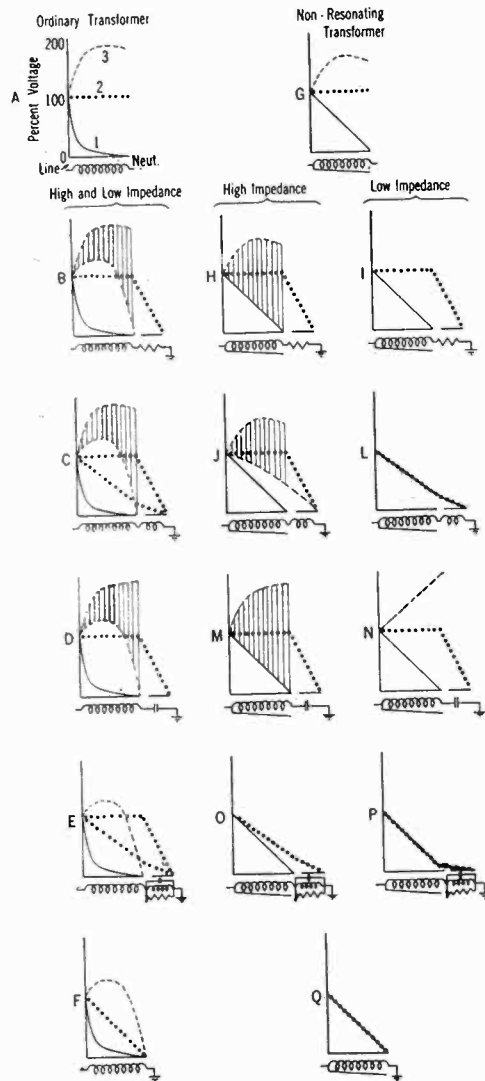 Ordinary Transformer
Non-Resonating
Transformer
200
100
0
Percent Voltage
A
3
2
1
Line
Neut.
G
High and Low Impedance
High Impedance
Low Impedance
B
H
I
C
J
L
D
M
N
E
O
P
F
Q